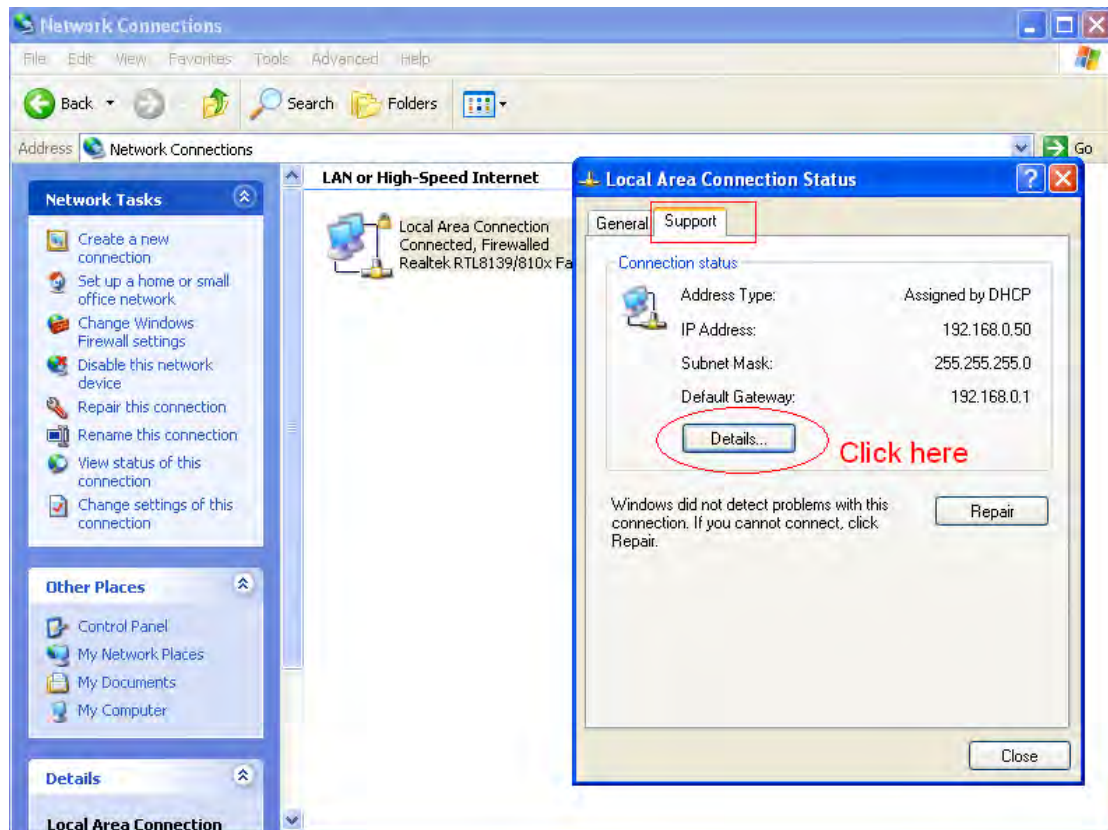 Network Connections
File Edit View Favorites Tools Advanced Help
Back Search Folders
Address Network Connections Go
Network Tasks
Create a new
connection
Set up a home or small
office network
Change Windows
Firewall settings
Disable this network
device
Repair this connection
Rename this connection
View status of this
connection
Change settings of this
connection
Other Places
Control Panel
My Network Places
My Documents
My Computer
Details
Local Area Connection
LAN or High-Speed Internet
Local Area Connection
Connected, Firewalled
Realtek RTL8139/810x Fa
Local Area Connection Status
General Support
Connection status
Address Type: Assigned by DHCP
IP Address: 192.168.0.50
Subnet Mask: 255.255.255.0
Default Gateway: 192.168.0.1
Details...
Click here
Windows did not detect problems with this
connection. If you cannot connect, click
Repair.
Repair
Close